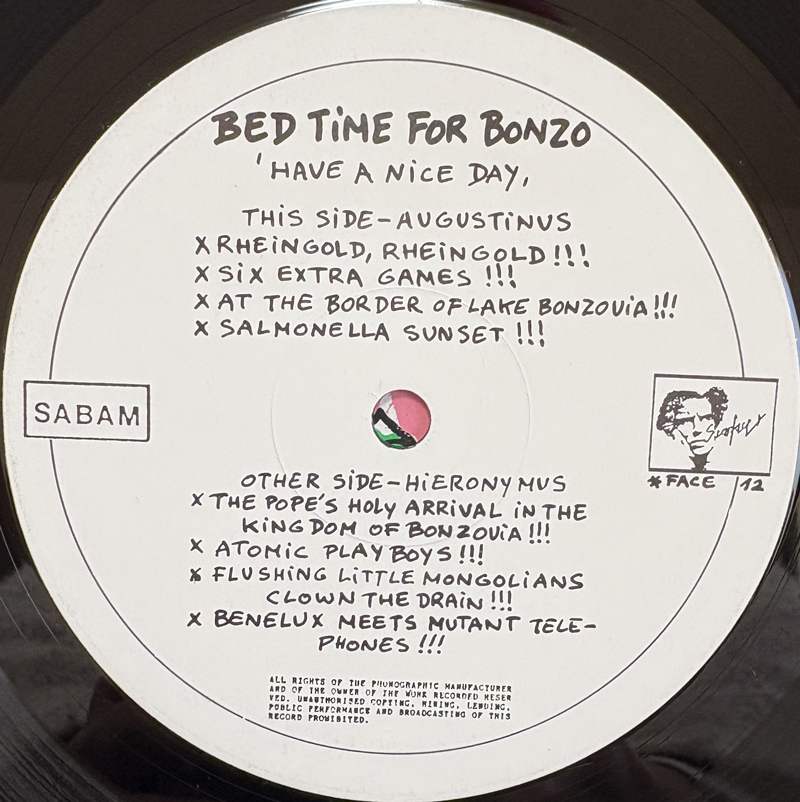 BED TiME FOR BONZO
'HAVE A NiCE DAY,
THiS SiDE-AUGUSTiNUS
X RHEiNGOLD, RHEiNGOLD!!!
X SiX EXTRA GAMES !!!
X AT THE BORDER OF LAKE BONZOViA!!!
X SALMONELLA SUNSET !!!
SABAM
* FACE 12
OTHER SiDE-HiERONYMUS
X THE POPE'S HOLY ARRiVAL iN THE
KiNGDOM OF BONZOViA!!!
X ATOMiC PLAYBOYS!!!
X FLUSHiNG LiTTLE MONGOLiANS
CLOWN THE DRAiN!!!
X BENELUX MEETS MUTANT TELE-
PHONES!!!
ALL RIGHTS OF THE PHONOGRAPHIC MANUFACTURER
AND OF THE OWNER OF THE WORK RECORDED RESER
VED. UNAUTHORISED COPYING, HIRING, LENDING,
PUBLIC PERFORMANCE AND BROADCASTING OF THIS
RECORD PROHIBITED.